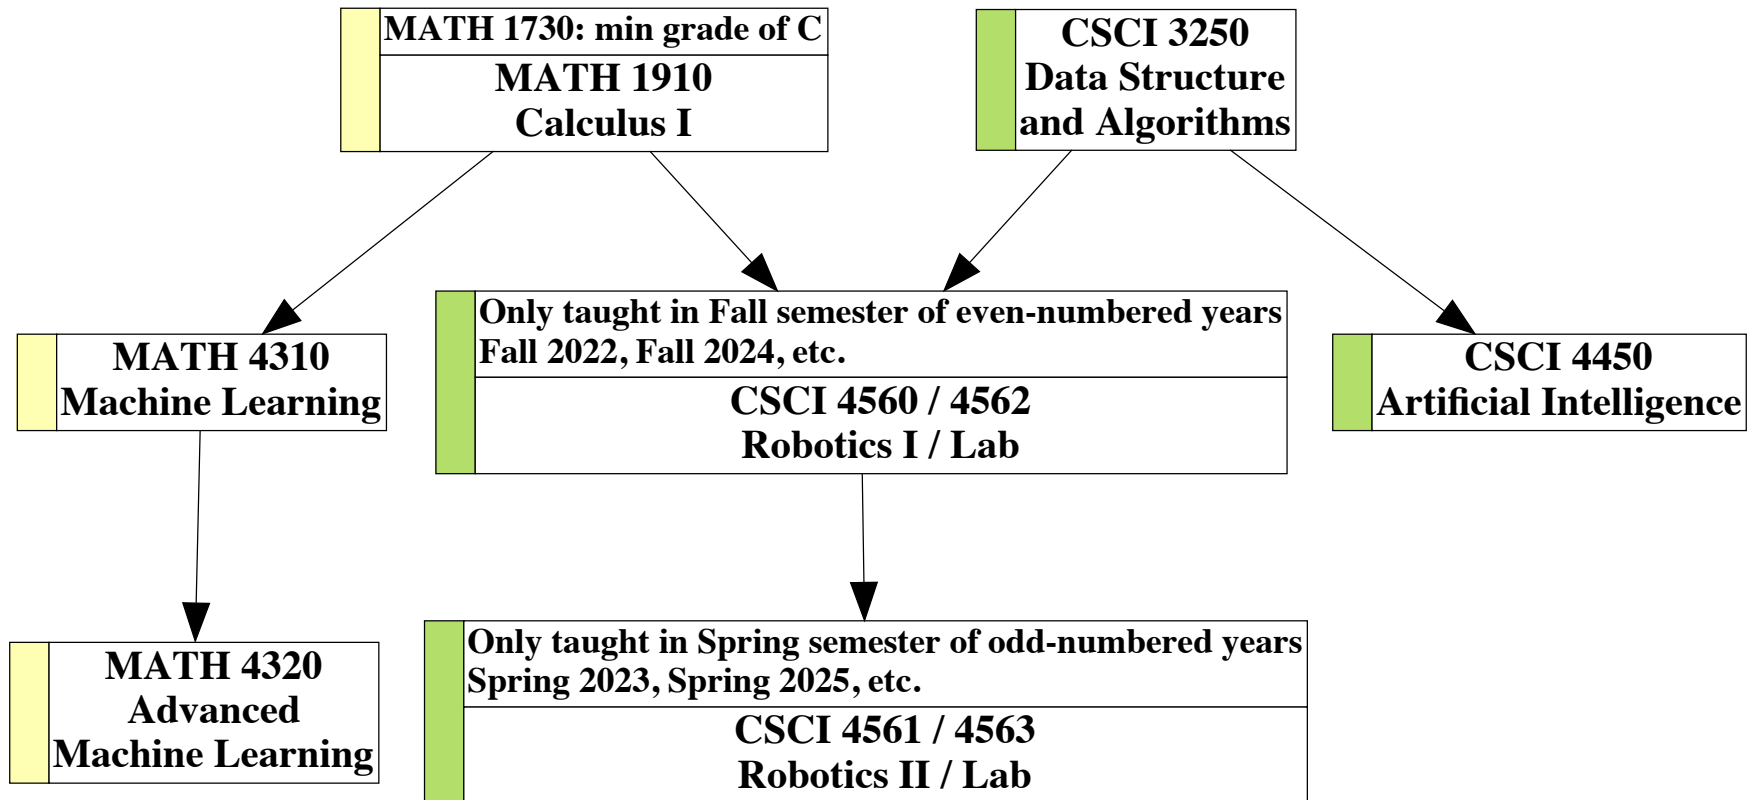 MATH 1730: min grade of C
MATH 1910
Calculus I
CSCI 3250
Data Structure
and Algorithms
MATH 4310
Machine Learning
Only taught in Fall semester of even-numbered years
Fall 2022, Fall 2024, etc.
CSCI 4560 / 4562
Robotics I / Lab
CSCI 4450
Artificial Intelligence
MATH 4320
Advanced
Machine Learning
Only taught in Spring semester of odd-numbered years
Spring 2023, Spring 2025, etc.
CSCI 4561 / 4563
Robotics II / Lab